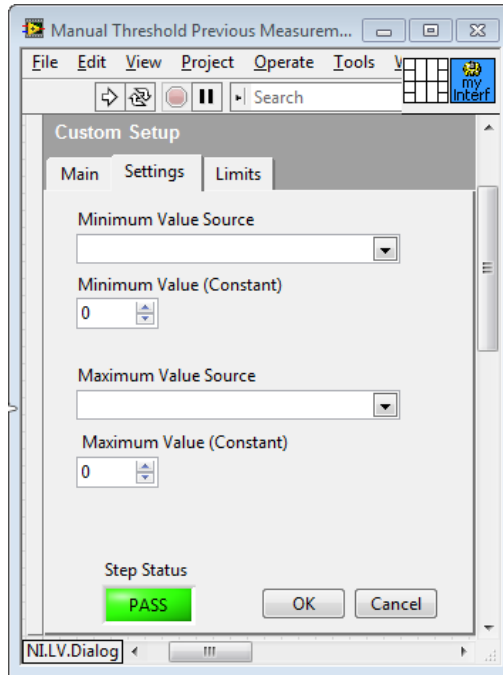 Manual Threshold Previous Measurem...
File Edit View Project Operate Tools
Search
my
Interf
Custom Setup
Main Settings Limits
Minimum Value Source
Minimum Value (Constant)
0
Maximum Value Source
Maximum Value (Constant)
0
Step Status
PASS OK Cancel
NI.LV.Dialog